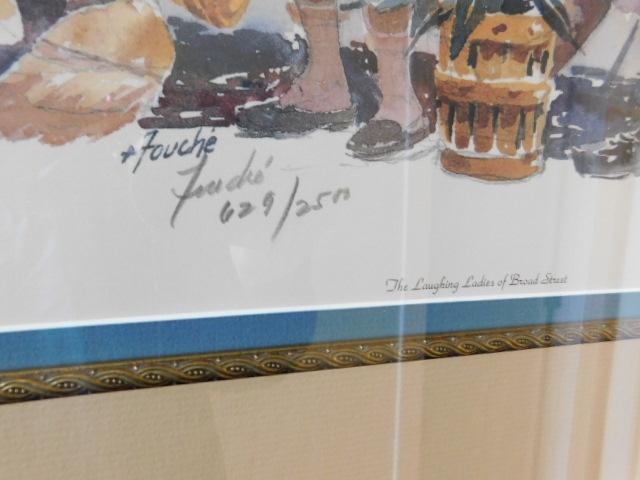 +Fouché
Fouché
629/2500
The Laughing Ladies of Broad Street